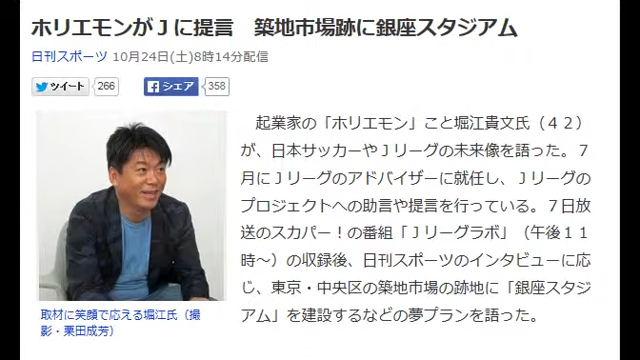 ホリエモンがＪに提言　築地市場跡に銀座スタジアム
日刊スポーツ 10月24日(土)8時14分配信
ツイート 266 シェア 358
起業家の「ホリエモン」こと堀江貴文氏（４２）
が、日本サッカーやＪリーグの未来像を語った。７
月にＪリーグのアドバイザーに就任し、Ｊリーグの
プロジェクトへの助言や提言を行っている。７日放
送のスカパー！の番組「Ｊリーグラボ」（午後１１
時～）の収録後、日刊スポーツのインタビューに応
じ、東京・中央区の築地市場の跡地に「銀座スタジ
アム」を建設するなどの夢プランを語った。
取材に笑顔で応える堀江氏（撮
影・栗田成芳）